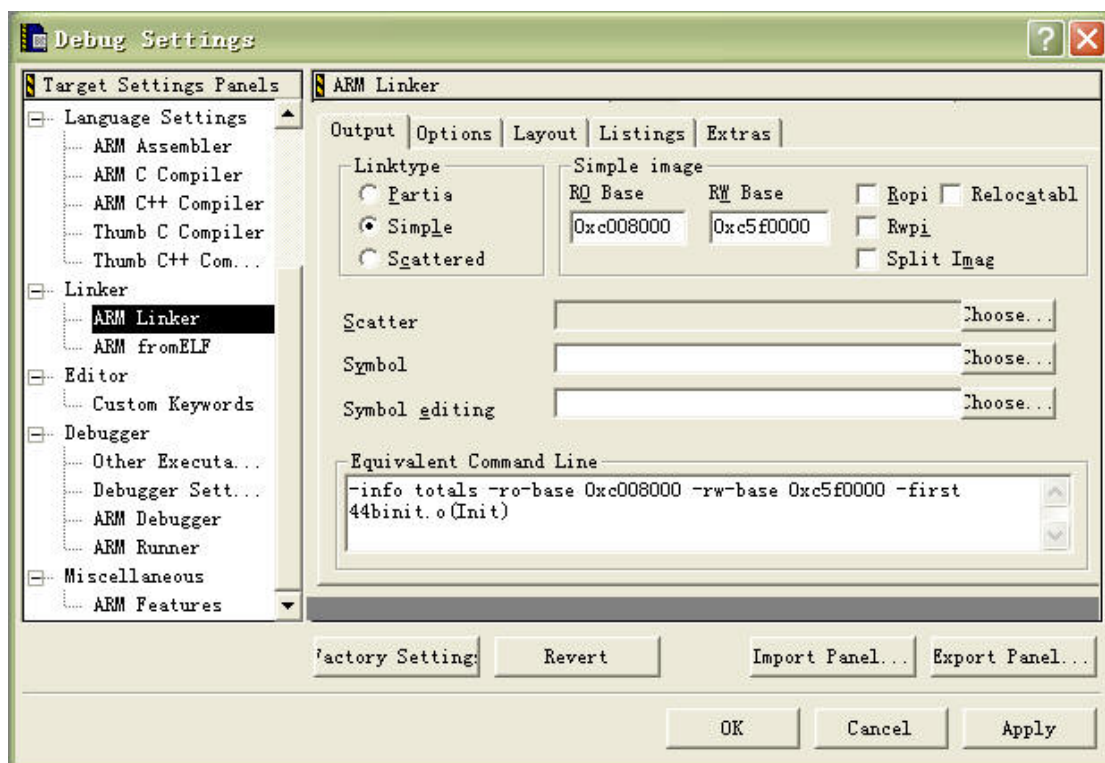 Debug Settings
Target Settings Panels
Language Settings
ARM Assembler
ARM C Compiler
ARM C++ Compiler
Thumb C Compiler
Thumb C++ Com...
Linker
ARM Linker
ARM fromELF
Editor
Custom Keywords
Debugger
Other Executa...
Debugger Sett...
ARM Debugger
ARM Runner
Miscellaneous
ARM Features
ARM Linker
Output Options Layout Listings Extras
Linktype
Partia
Simple
Scattered
Simple image
RO Base RW Base
0xc008000 0xc5f0000
Ropi Relocatabl
Rwpi
Split Imag
Scatter Choose...
Symbol Choose...
Symbol editing Choose...
Equivalent Command Line
-info totals -ro-base 0xc008000 -rw-base 0xc5f0000 -first
44binit.o(Init)
Factory Setting: Revert Import Panel... Export Panel...
OK Cancel Apply